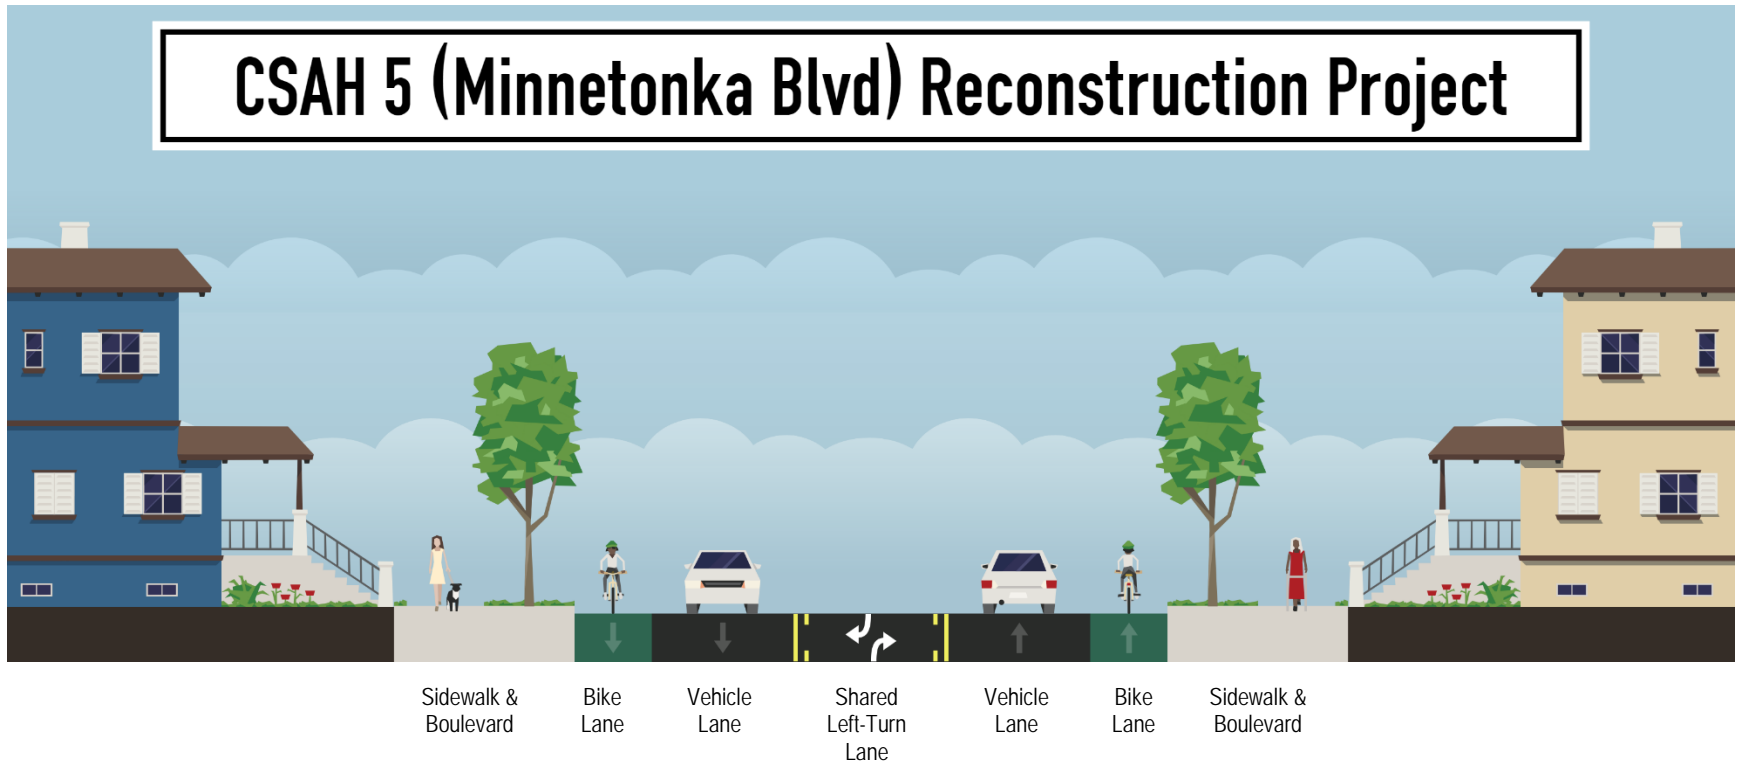 CSAH 5 (Minnetonka Blvd) Reconstruction Project
Sidewalk &
Boulevard
Bike
Lane
Vehicle
Lane
Shared
Left-Turn
Lane
Vehicle
Lane
Bike
Lane
Sidewalk &
Boulevard